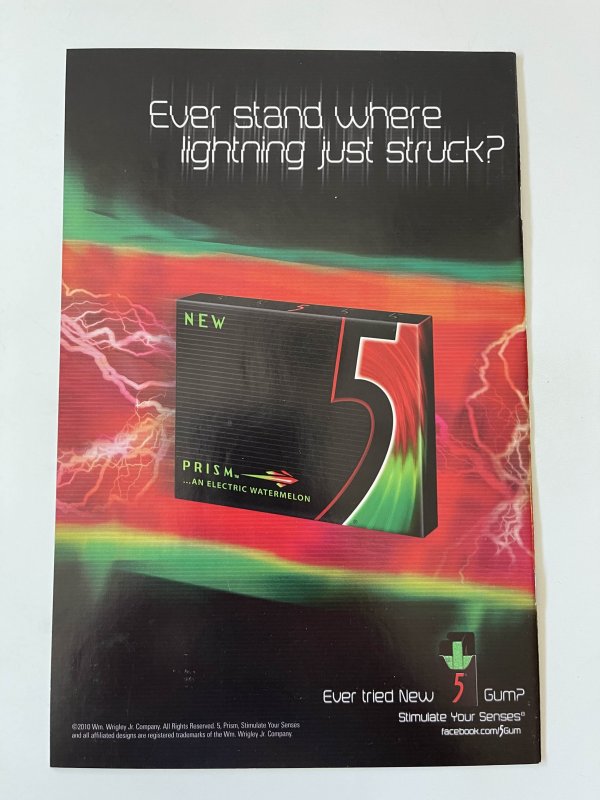 Ever stand where
lightning just struck?
5
NEW
5
PRISM™
...AN ELECTRIC WATERMELON
Ever tried New 5 Gum?
Stimulate Your Senses®
facebook.com/5Gum
©2010 Wm. Wrigley Jr. Company. All Rights Reserved. 5, Prism, Stimulate Your Senses
and all affiliated designs are registered trademarks of the Wm. Wrigley Jr. Company.